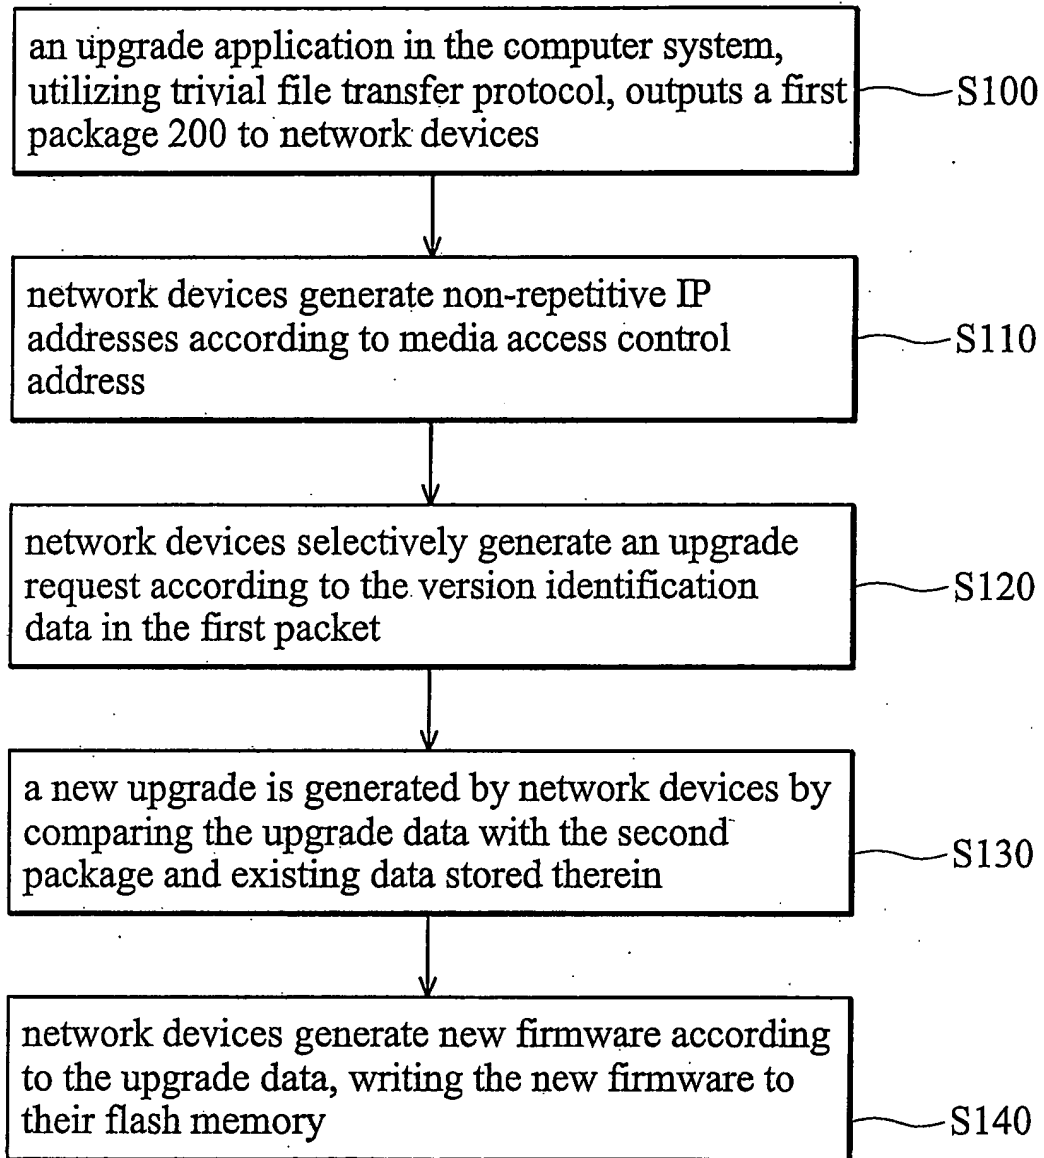 an upgrade application in the computer system,
utilizing trivial file transfer protocol, outputs a first
package 200 to network devices
S100
network devices generate non-repetitive IP
addresses according to media access control
address
S110
network devices selectively generate an upgrade
request according to the version identification
data in the first packet
S120
a new upgrade is generated by network devices by
comparing the upgrade data with the second
package and existing data stored therein
S130
network devices generate new firmware according
to the upgrade data, writing the new firmware to
their flash memory
S140